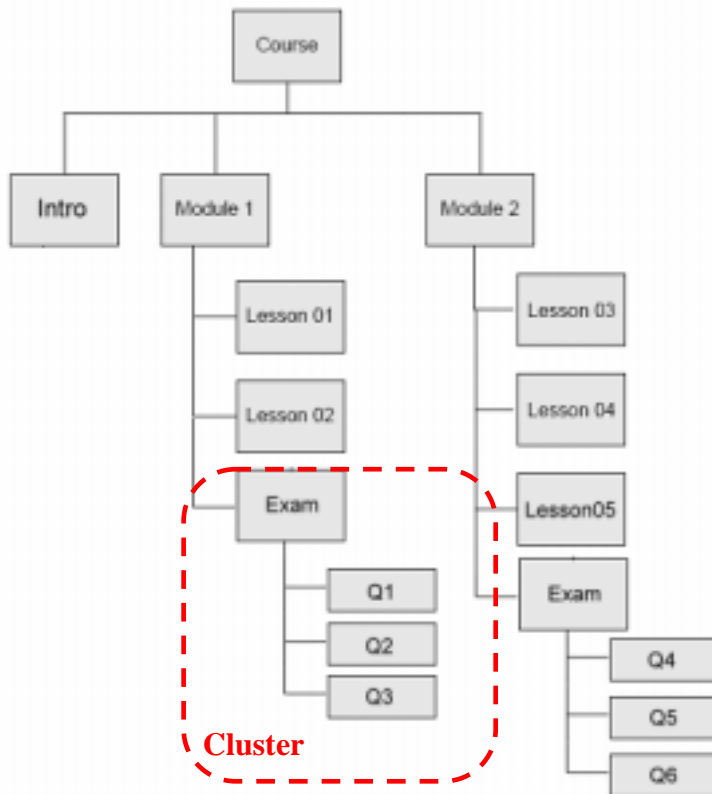 Course
Intro
Module 1
Module 2
Lesson 01
Lesson 03
Lesson 02
Lesson 04
Exam
Lesson05
Q1
Exam
Q2
Q4
Q3
Q5
Cluster
Q6